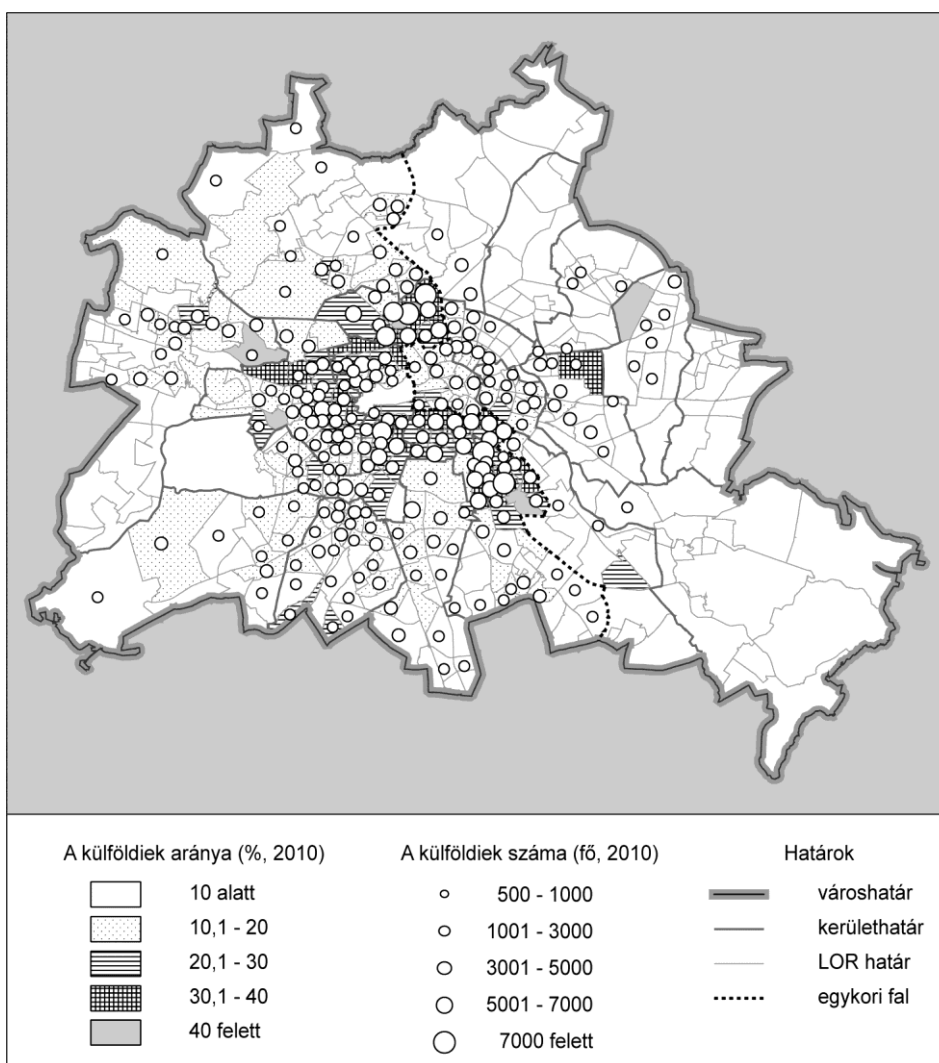 A külföldiek aránya (%, 2010)
10 alatt
10,1 - 20
20,1 - 30
30,1 - 40
40 felett
A külföldiek száma (fő, 2010)
500 - 1000
1001 - 3000
3001 - 5000
5001 - 7000
7000 felett
Határok
városhatár
kerülethatár
LOR határ
egykori fal